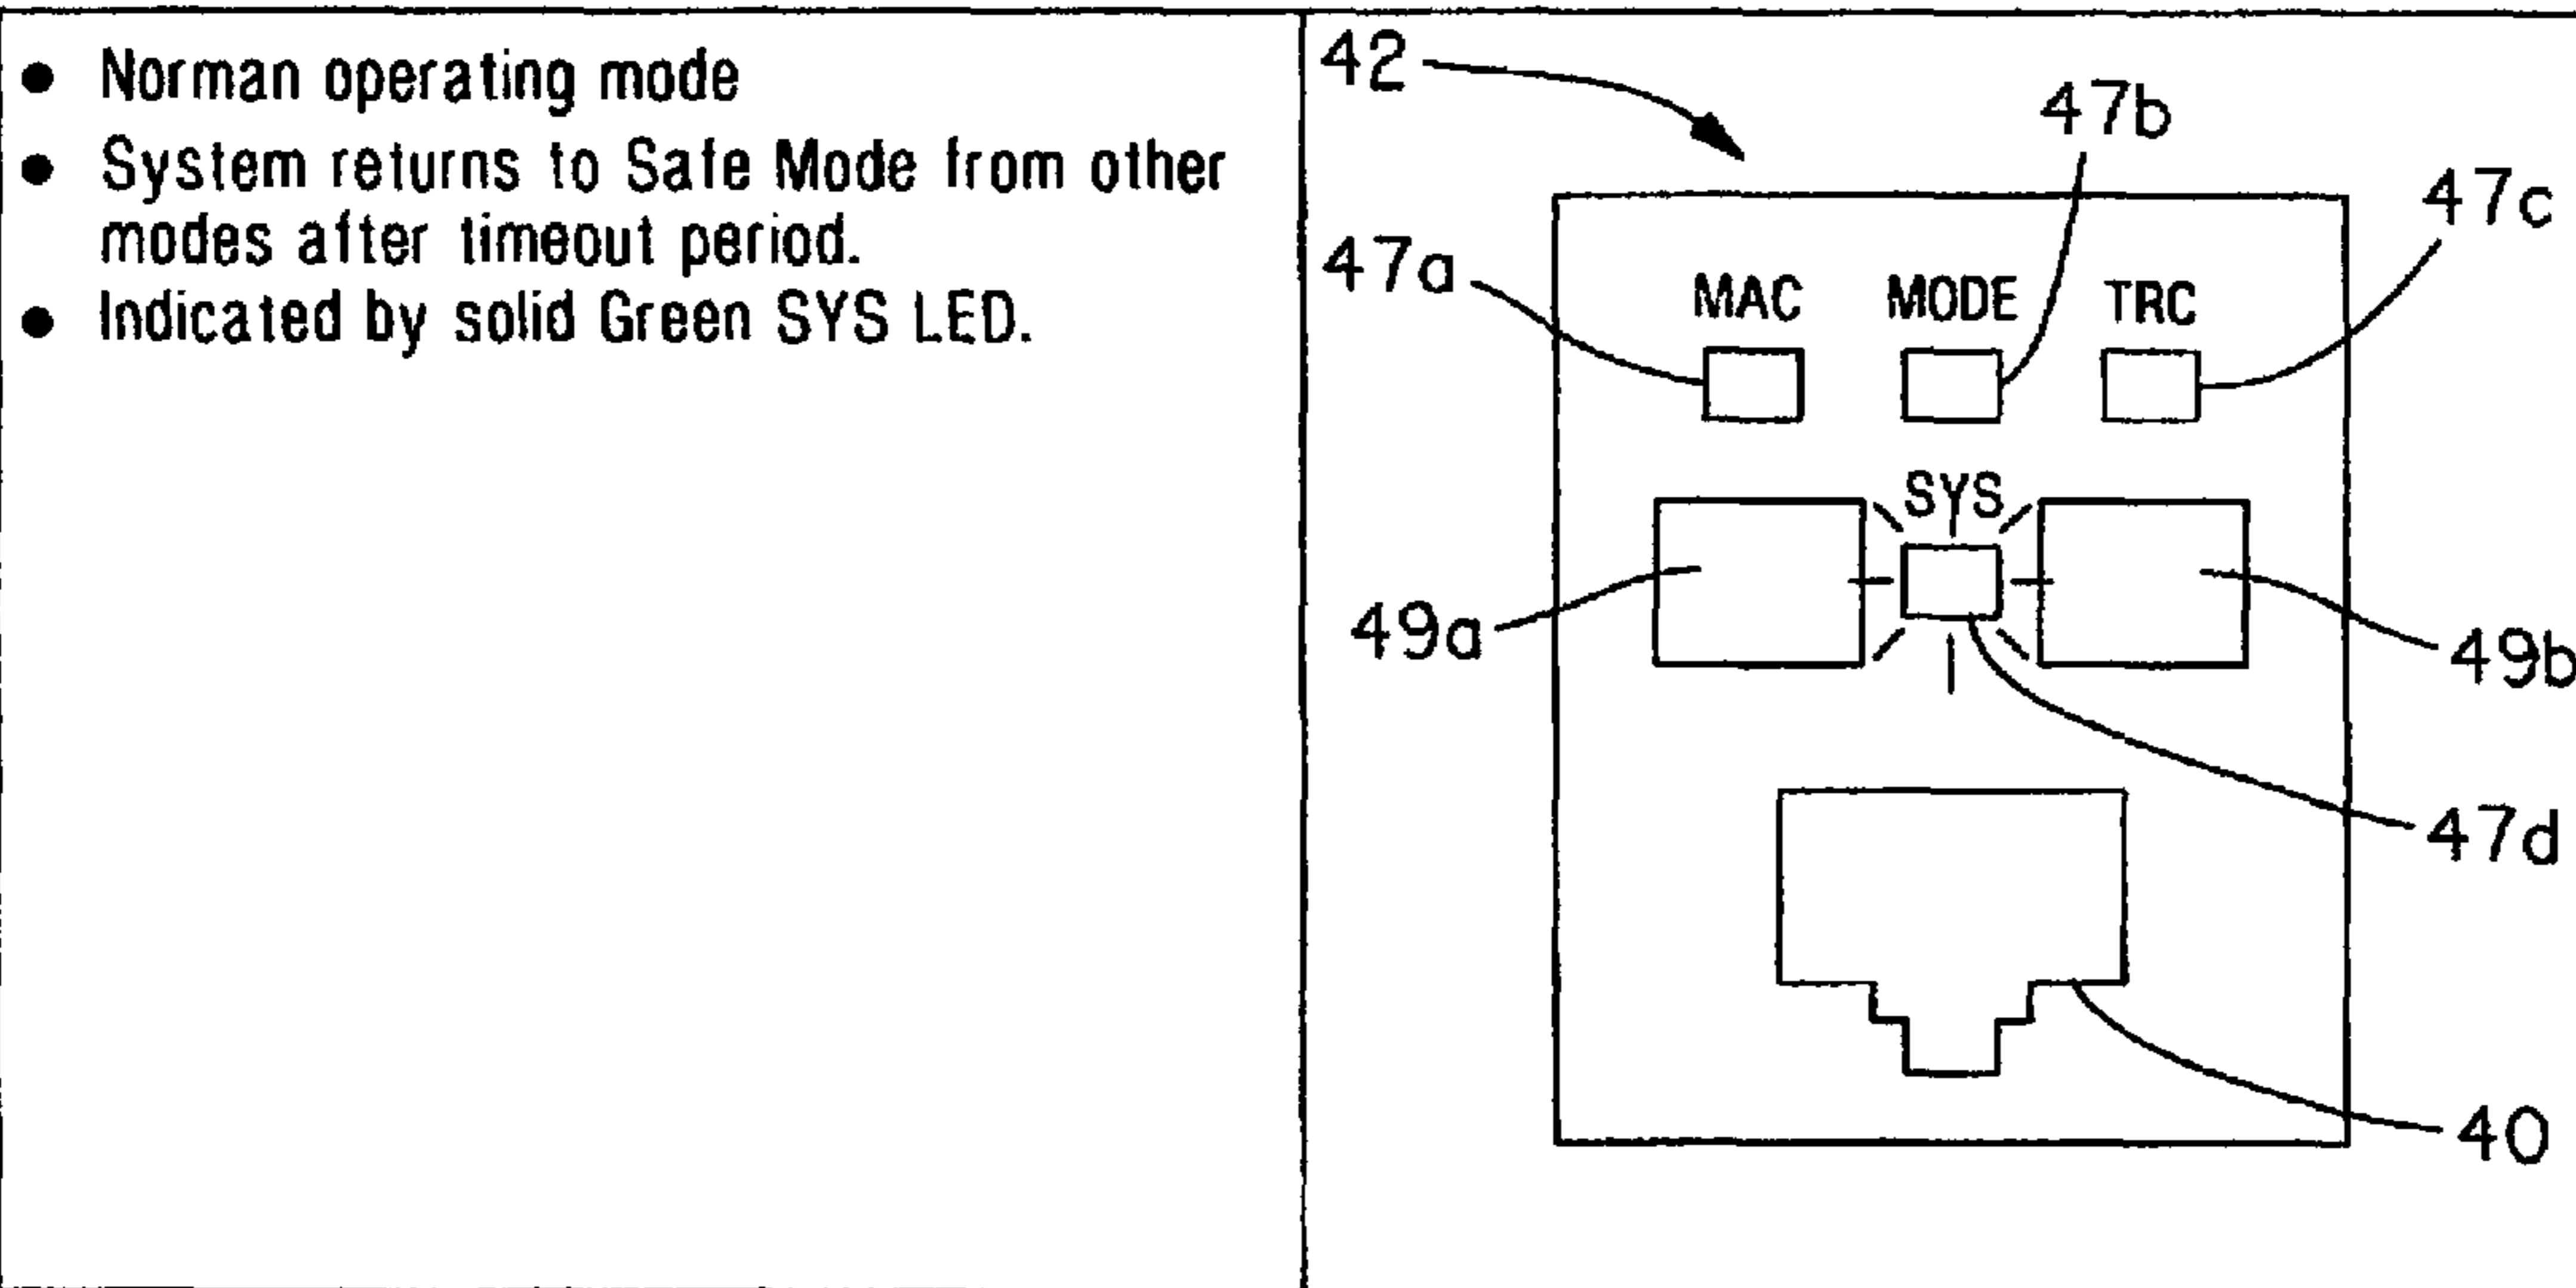 • Norman operating mode
• System returns to Safe Mode from other
modes after timeout period.
• Indicated by solid Green SYS LED.
42
47b
47c
47a
MAC MODE TRC
SYS
49a
49b
47d
40